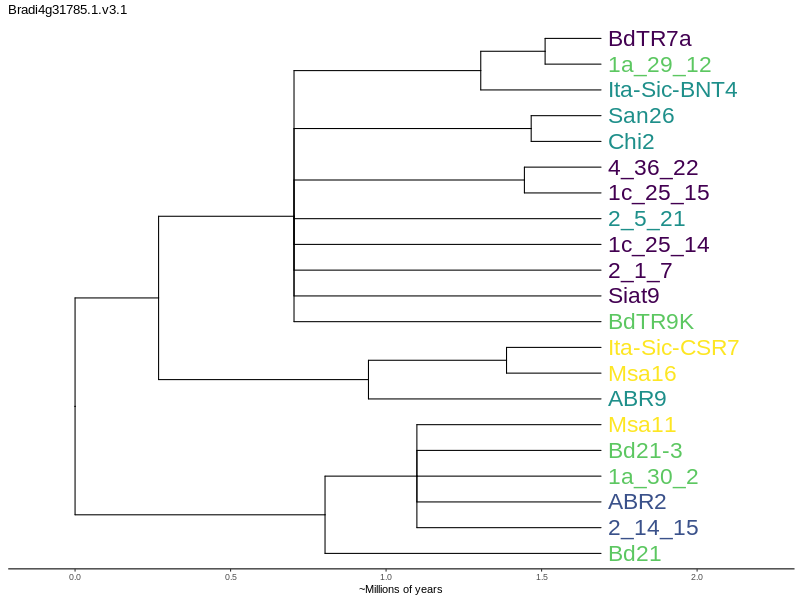 Bradi4g31785.1.v3.1
BdTR7a
1a_29_12
Ita-Sic-BNT4
San26
Chi2
4_36_22
1c_25_15
2_5_21
1c_25_14
2_1_7
Siat9
BdTR9K
Ita-Sic-CSR7
Msa16
ABR9
Msa11
Bd21-3
1a_30_2
ABR2
2_14_15
Bd21
0.0 0.5 1.0 1.5 2.0
~Millions of years